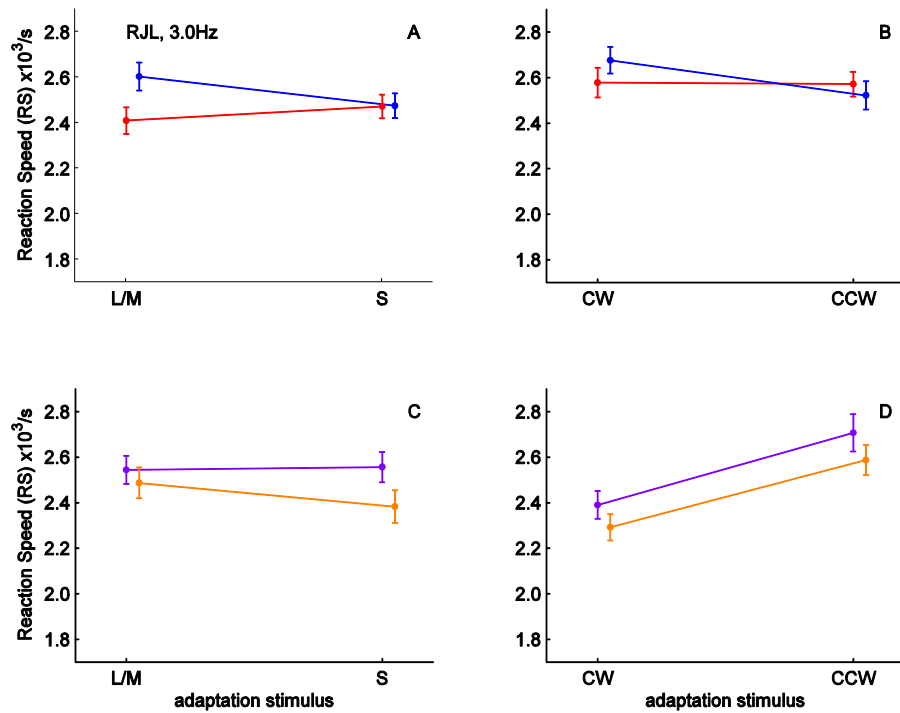 RJL, 3.0Hz
A
Reaction Speed (RS) x10³/s
2.8
2.6
2.4
2.2
2.0
1.8
L/M
S
B
2.8
2.6
2.4
2.2
2.0
1.8
CW
CCW
C
Reaction Speed (RS) x10³/s
2.8
2.6
2.4
2.2
2.0
1.8
L/M
S
adaptation stimulus
D
2.8
2.6
2.4
2.2
2.0
1.8
CW
CCW
adaptation stimulus